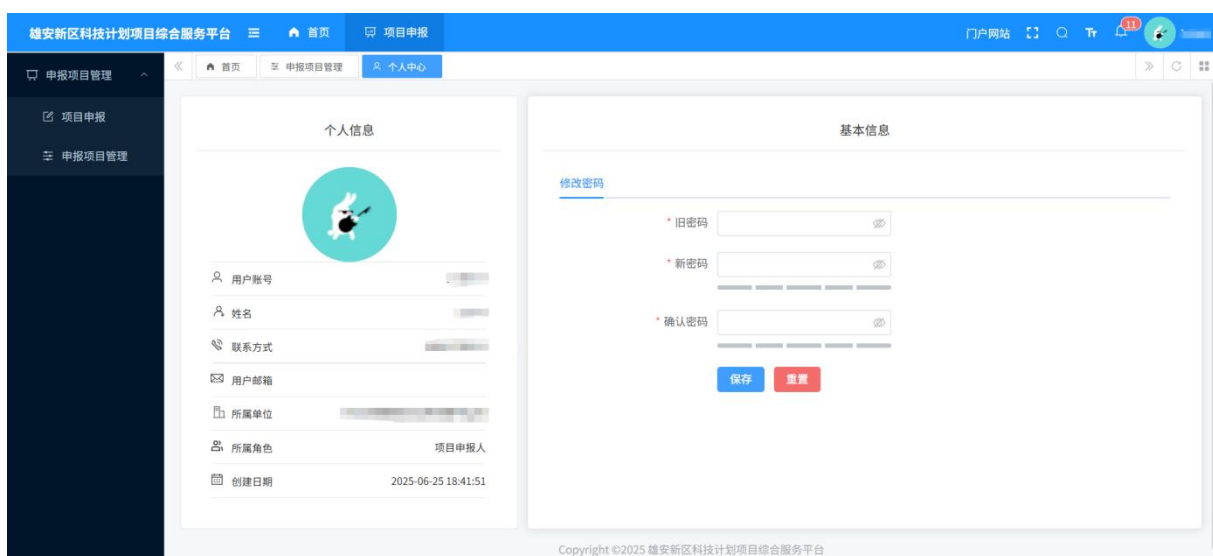 雄安新区科技计划项目综合服务平台 首页 项目申报 门户网站 Tr 11
申报项目管理 首页 申报项目管理 个人中心
项目申报
申报项目管理
个人信息
用户账号
姓名
联系方式
用户邮箱
所属单位
所属角色 项目申报人
创建日期 2025-06-25 18:41:51
基本信息
修改密码
* 旧密码
* 新密码
* 确认密码
保存 重置
Copyright ©2025 雄安新区科技计划项目综合服务平台